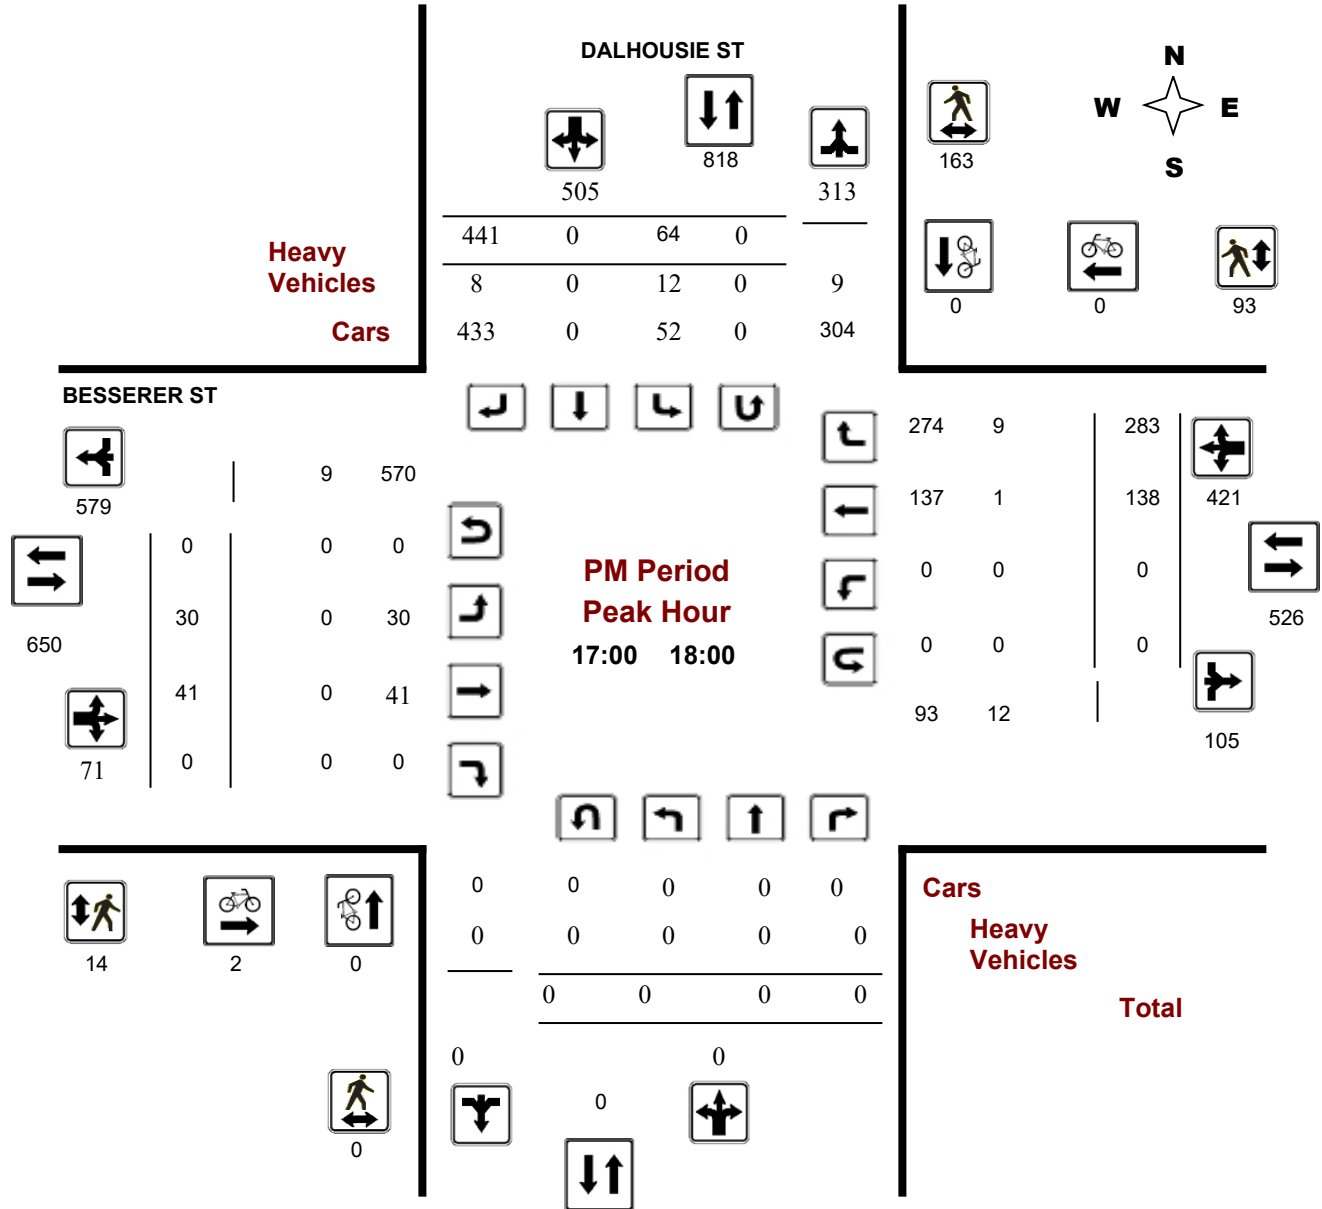 DALHOUSIE ST
N
W E
S
818
163
505 313
441 0 64 0
Heavy
Vehicles
8 0 12 0 9
0 0 93
Cars
433 0 52 0 304
BESSERER ST
274 9 283
9 570
579
137 1 138 421
0 0 0
PM Period
0 0 0
Peak Hour
30 0 30
526
650
17:00 18:00
0 0 0
41 0 41
93 12
105
71 0 0 0
0 0 0 0 0
Cars
0 0 0 0 0
Heavy
Vehicles
14 2 0
0 0 0 0
Total
0 0
0
0